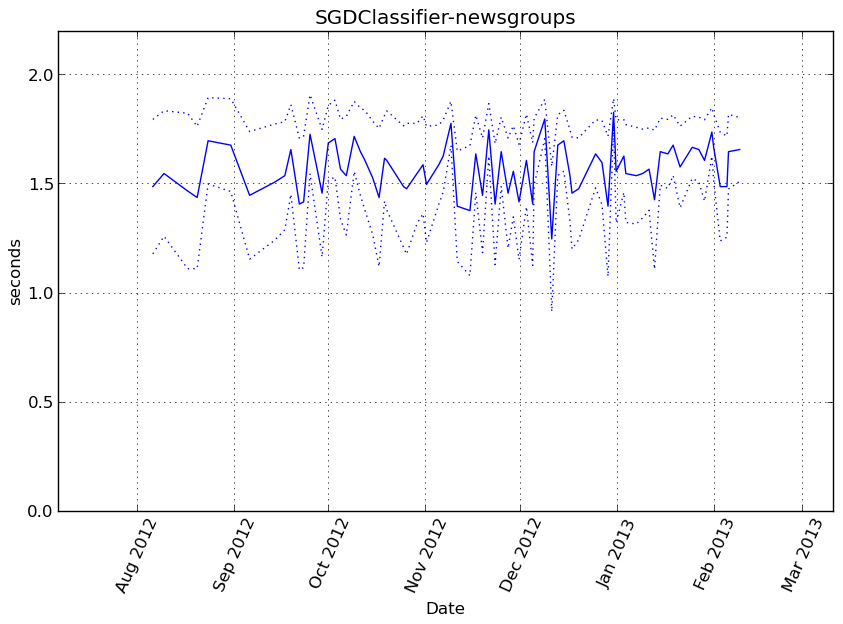 SGDClassifier-newsgroups
2.0
1.5
1.0
0.5
0.0
seconds
Aug 2012
Sep 2012
Oct 2012
Nov 2012
Dec 2012
Jan 2013
Feb 2013
Mar 2013
Date